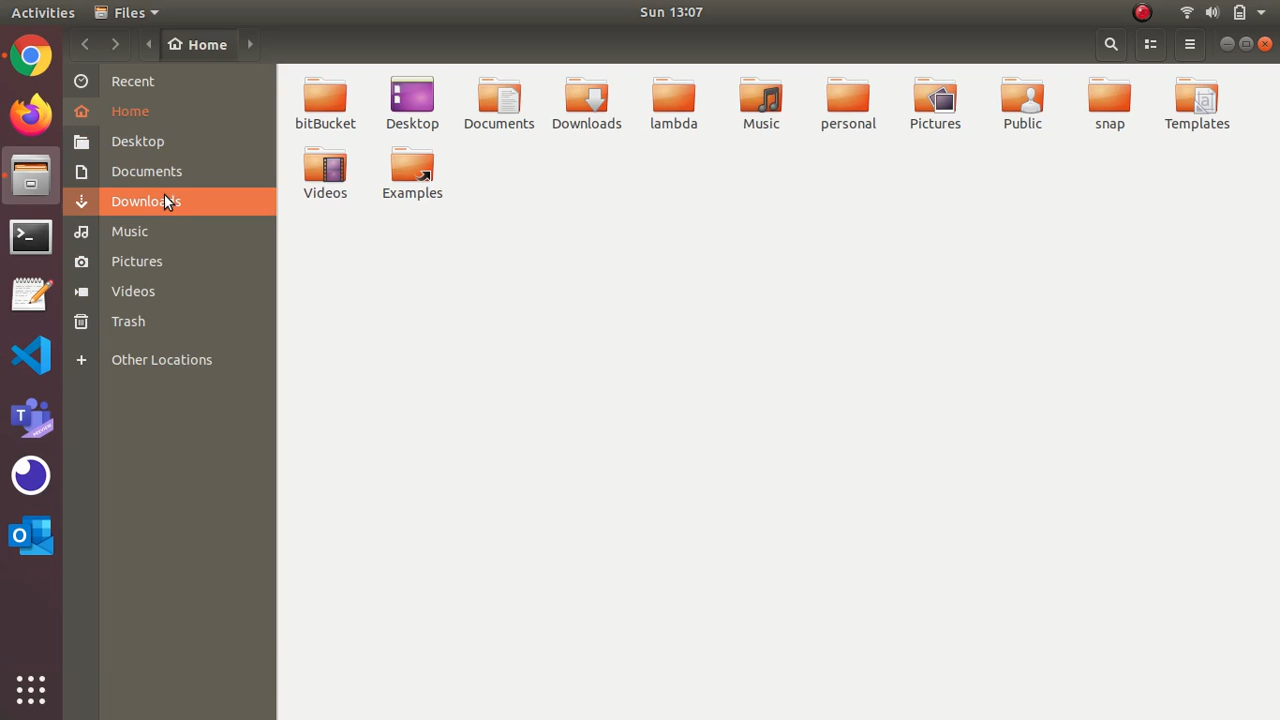 Activities Files Sun 13:07
Home
Recent
Home
Desktop
Documents
Downloads
Music
Pictures
Videos
Trash
Other Locations
bitBucket Desktop Documents Downloads lambda Music personal Pictures Public snap Templates
Videos Examples